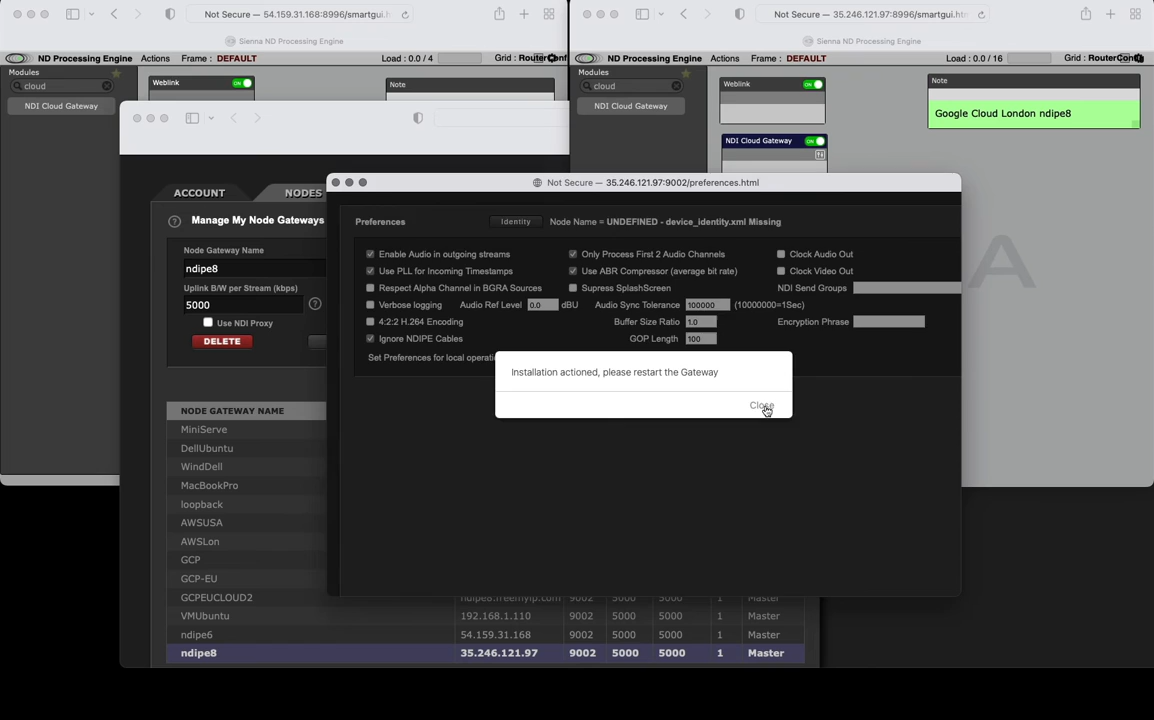 Not Secure — 54.159.31.168:8996/smartgui.h
Sienna ND Processing Engine
ND Processing Engine Actions Frame : DEFAULT Load : 0.0 / 4 Grid : RouterConf
Modules
cloud
NDI Cloud Gateway
Weblink ON
Note
Not Secure — 35.246.121.97:8996/smartgui.htm
Sienna ND Processing Engine
ND Processing Engine Actions Frame : DEFAULT Load : 0.0 / 16 Grid : RouterConf
Modules
cloud
NDI Cloud Gateway
Weblink ON
NDI Cloud Gateway ON
Note
Google Cloud London ndipe8
ACCOUNT NODES
? Manage My Node Gateways
Node Gateway Name
ndipe8
Uplink B/W per Stream (kbps)
5000 ?
Use NDI Proxy
DELETE
NODE GATEWAY NAME
MiniServe
DellUbuntu
WindDell
MacBookPro
loopback
AWSUSA
AWSLon
GCP
GCP-EU
GCPEUCLOUD2 ndipe8.freemyip.com 9002 5000 5000 1 Master
VMUbuntu 192.168.1.110 9002 5000 5000 1 Master
ndipe6 54.159.31.168 9002 5000 5000 1 Master
ndipe8 35.246.121.97 9002 5000 5000 1 Master
Not Secure — 35.246.121.97:9002/preferences.html
Preferences Identity Node Name = UNDEFINED - device_identity.xml Missing
Enable Audio in outgoing streams Only Process First 2 Audio Channels Clock Audio Out
Use PLL for Incoming Timestamps Use ABR Compressor (average bit rate) Clock Video Out
Respect Alpha Channel in BGRA Sources Supress SplashScreen NDI Send Groups
Verbose logging Audio Ref Level 0.0 dBU Audio Sync Tolerance 100000 (10000000=1Sec)
4:2:2 H.264 Encoding Buffer Size Ratio 1.0 Encryption Phrase
Ignore NDIPE Cables GOP Length 100
Set Preferences for local operati
Installation actioned, please restart the Gateway
Close
A